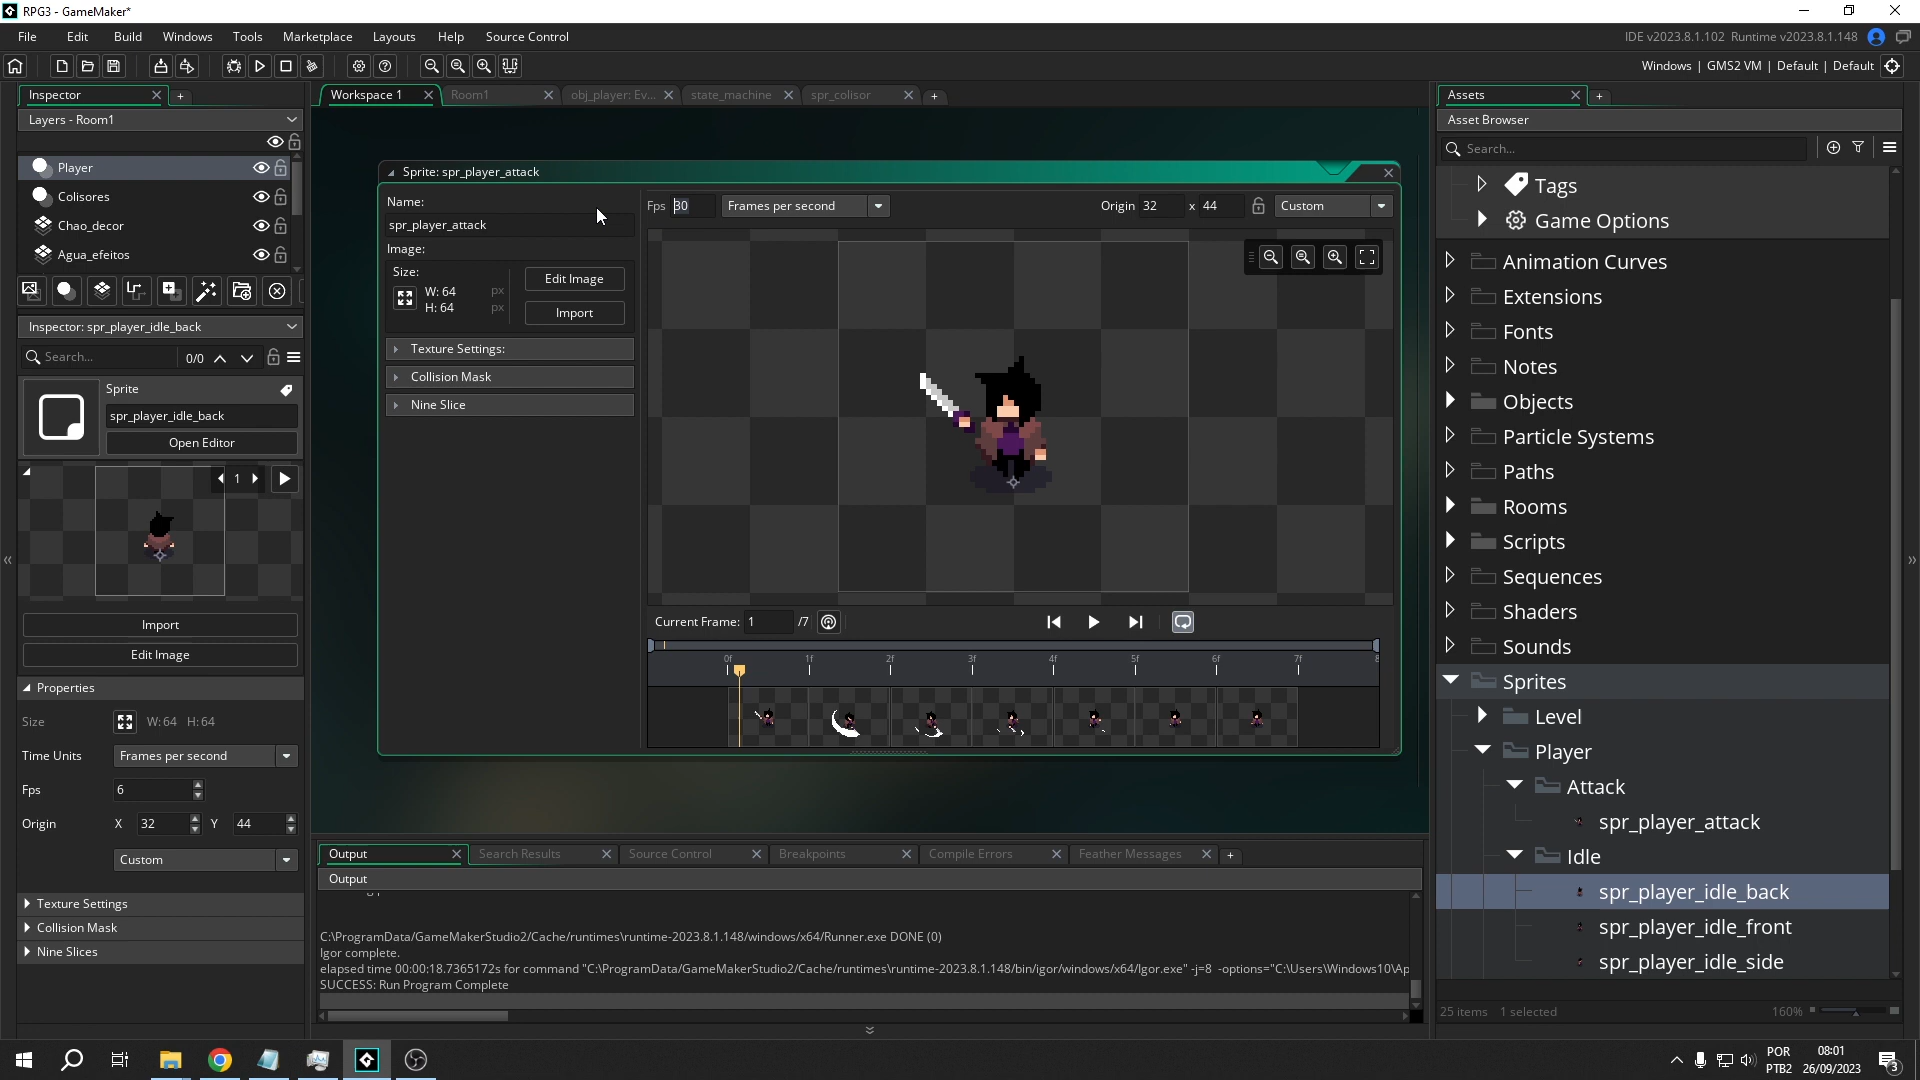 RPG3 - GameMaker*
File Edit Build Windows Tools Marketplace Layouts Help Source Control
IDE v2023.8.1.102 Runtime v2023.8.1.148
Windows | GMS2 VM | Default | Default
Inspector
Workspace 1
Room1
obj_player: Ev...
state_machine
spr_colisor
Assets
Layers - Room1
Player
Colisores
Chao_decor
Agua_efeitos
Inspector: spr_player_idle_back
Search...
0/0
Sprite
spr_player_idle_back
Open Editor
1
Import
Edit Image
Properties
Size W: 64 H: 64
Time Units Frames per second
Fps 6
Origin X 32 Y 44
Custom
Texture Settings
Collision Mask
Nine Slices
Sprite: spr_player_attack
Name:
spr_player_attack
Image:
Size:
W: 64 px
H: 64 px
Edit Image
Import
Texture Settings:
Collision Mask
Nine Slice
Fps 30 Frames per second
Origin 32 x 44 Custom
Current Frame: 1 /7
0f 1f 2f 3f 4f 5f 6f 7f 8
Output
Search Results
Source Control
Breakpoints
Compile Errors
Feather Messages
Output
C:\ProgramData/GameMakerStudio2/Cache/runtimes\runtime-2023.8.1.148/windows/x64/Runner.exe DONE (0)
Igor complete.
elapsed time 00:00:18.7365172s for command "C:\ProgramData/GameMakerStudio2/Cache/runtimes\runtime-2023.8.1.148/bin/igor/windows/x64/Igor.exe" -j=8 -options="C:\Users\Windows10\Ap
SUCCESS: Run Program Complete
Asset Browser
Search...
Tags
Game Options
Animation Curves
Extensions
Fonts
Notes
Objects
Particle Systems
Paths
Rooms
Scripts
Sequences
Shaders
Sounds
Sprites
Level
Player
Attack
spr_player_attack
Idle
spr_player_idle_back
spr_player_idle_front
spr_player_idle_side
25 items 1 selected
160%
POR
PTB2
08:01
26/09/2023
3